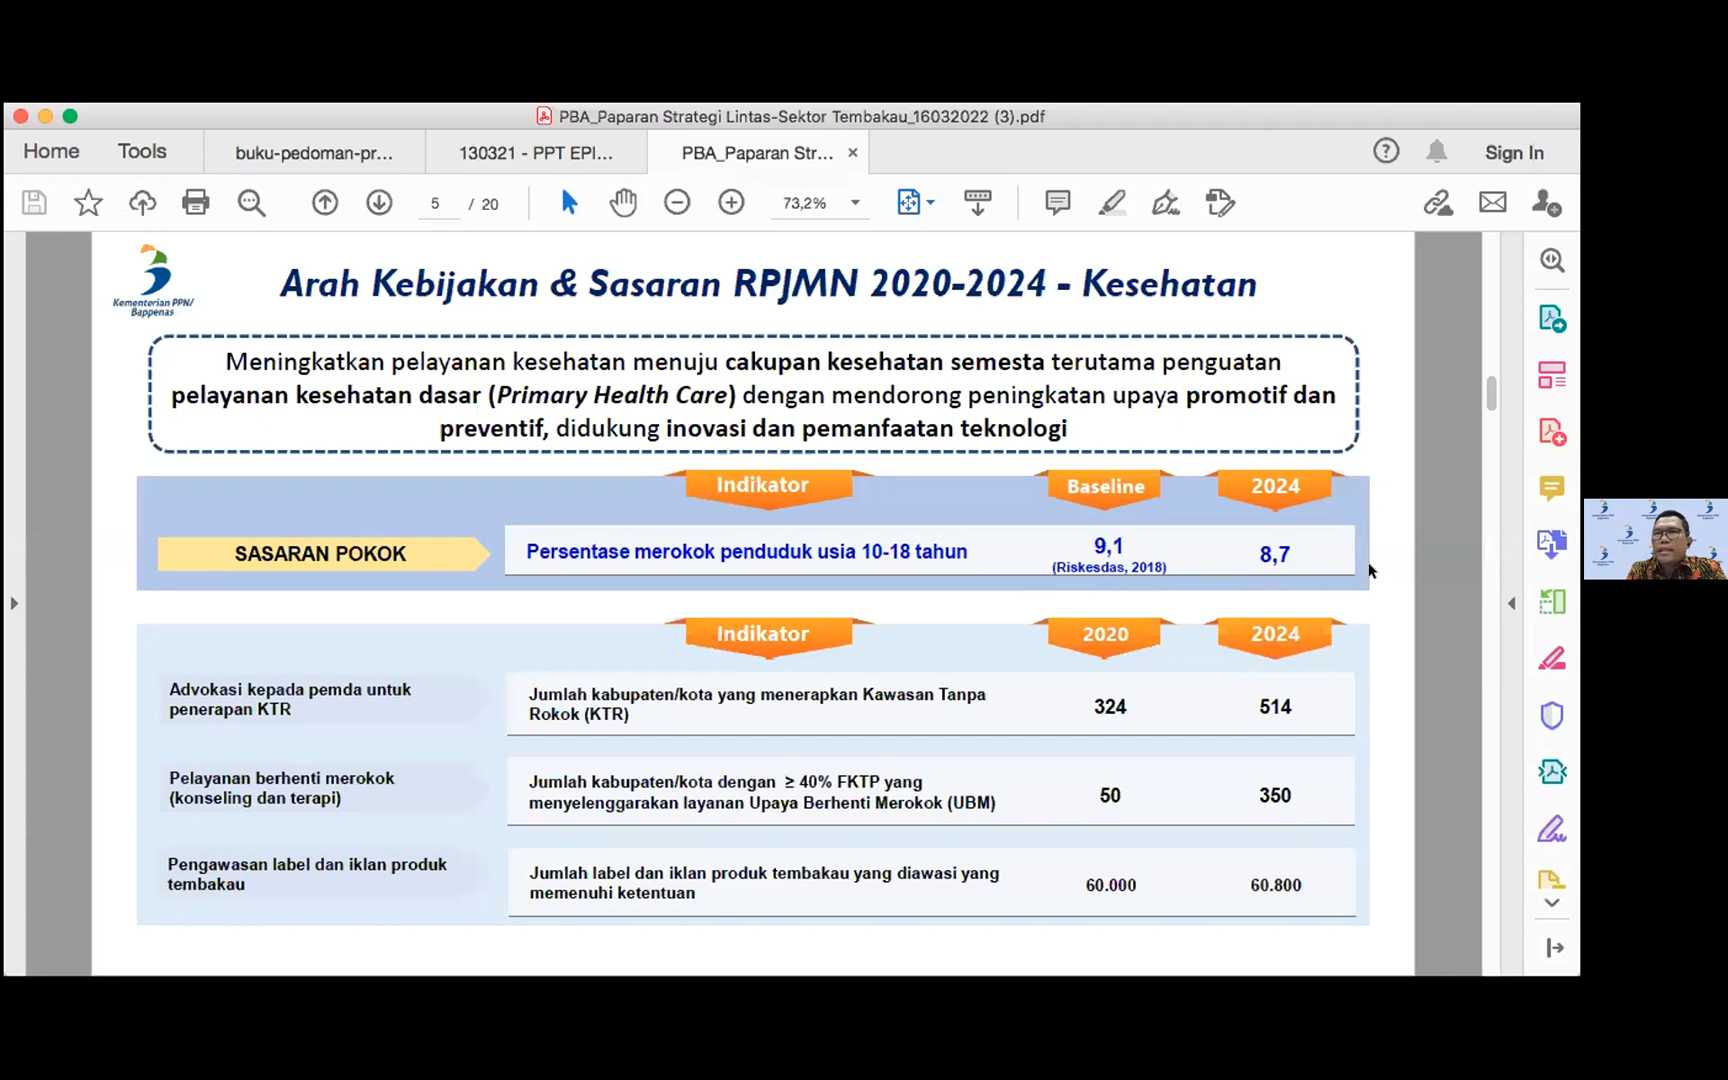 PBA_Paparan Strategi Lintas-Sektor Tembakau_16032022 (3).pdf
Home
Tools
buku-pedoman-pr...
130321 - PPT EPI...
PBA_Paparan Str...
Sign In
5 / 20
73,2%
Kementerian PPN/
Bappenas
Arah Kebijakan & Sasaran RPJMN 2020-2024 - Kesehatan
Meningkatkan pelayanan kesehatan menuju cakupan kesehatan semesta terutama penguatan
pelayanan kesehatan dasar (Primary Health Care) dengan mendorong peningkatan upaya promotif dan
preventif, didukung inovasi dan pemanfaatan teknologi
Indikator
Baseline
2024
SASARAN POKOK
Persentase merokok penduduk usia 10-18 tahun
9,1
(Riskesdas, 2018)
8,7
Indikator
2020
2024
Advokasi kepada pemda untuk
penerapan KTR
Jumlah kabupaten/kota yang menerapkan Kawasan Tanpa
Rokok (KTR)
324
514
Pelayanan berhenti merokok
(konseling dan terapi)
Jumlah kabupaten/kota dengan ≥ 40% FKTP yang
menyelenggarakan layanan Upaya Berhenti Merokok (UBM)
50
350
Pengawasan label dan iklan produk
tembakau
Jumlah label dan iklan produk tembakau yang diawasi yang
memenuhi ketentuan
60.000
60.800